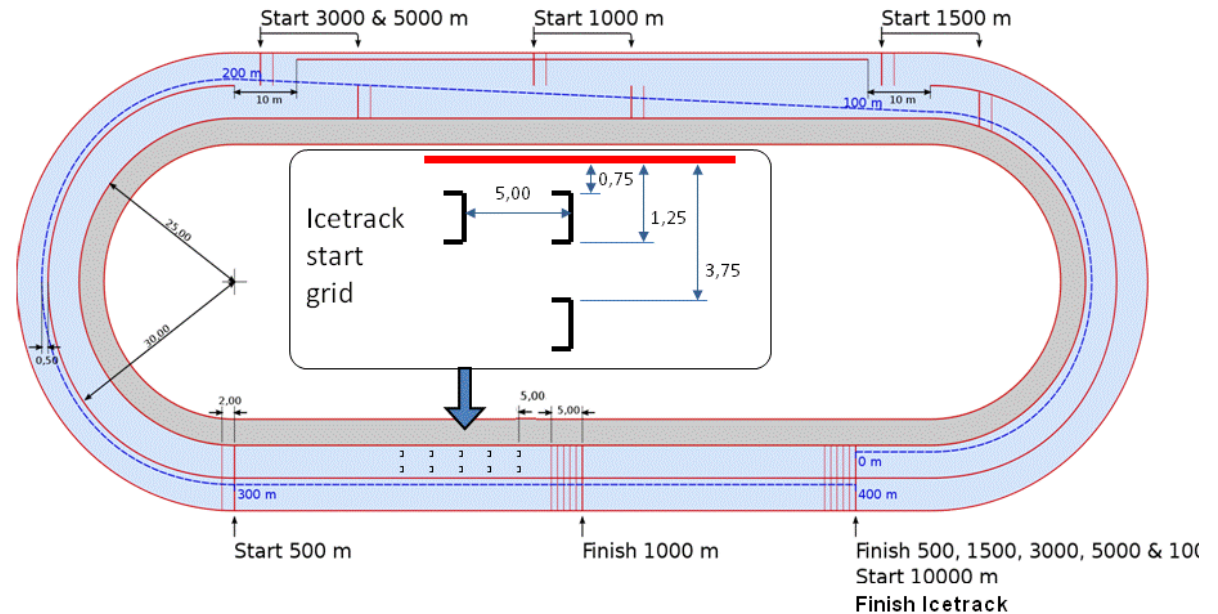 Start 3000 & 5000 m
Start 1000 m
Start 1500 m
200 m
10 m
100 m
10 m
25,00
30,00
0,50
Icetrack
start
grid
5,00
0,75
1,25
3,75
2,00
5,00
5,00
0 m
300 m
400 m
Start 500 m
Finish 1000 m
Finish 500, 1500, 3000, 5000 & 100
Start 10000 m
Finish Icetrack